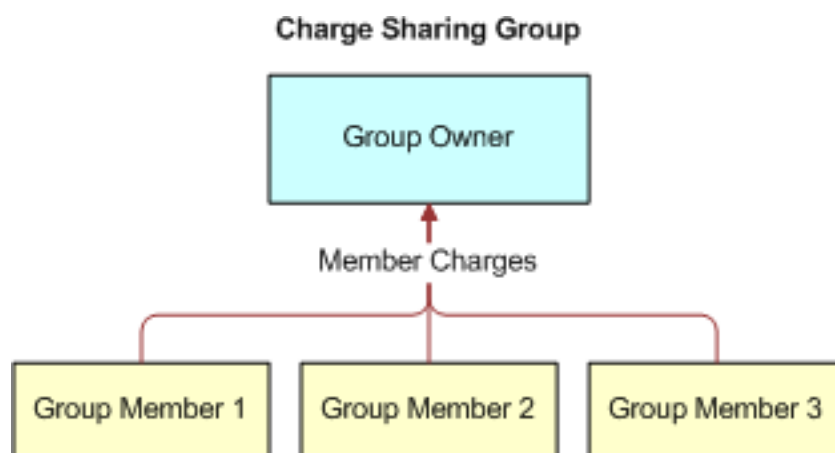 Charge Sharing Group
Group Owner
Member Charges
Group Member 1
Group Member 2
Group Member 3